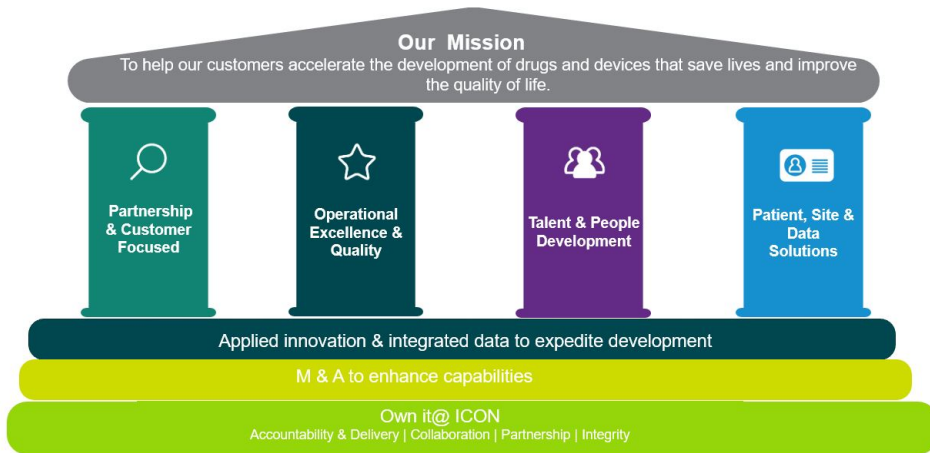 Our Mission
To help our customers accelerate the development of drugs and devices that save lives and improve
the quality of life.
Partnership
& Customer
Focused
Operational
Excellence &
Quality
Talent & People
Development
Patient, Site &
Data
Solutions
Applied innovation & integrated data to expedite development
M & A to enhance capabilities
Own it@ ICON
Accountability & Delivery | Collaboration | Partnership | Integrity